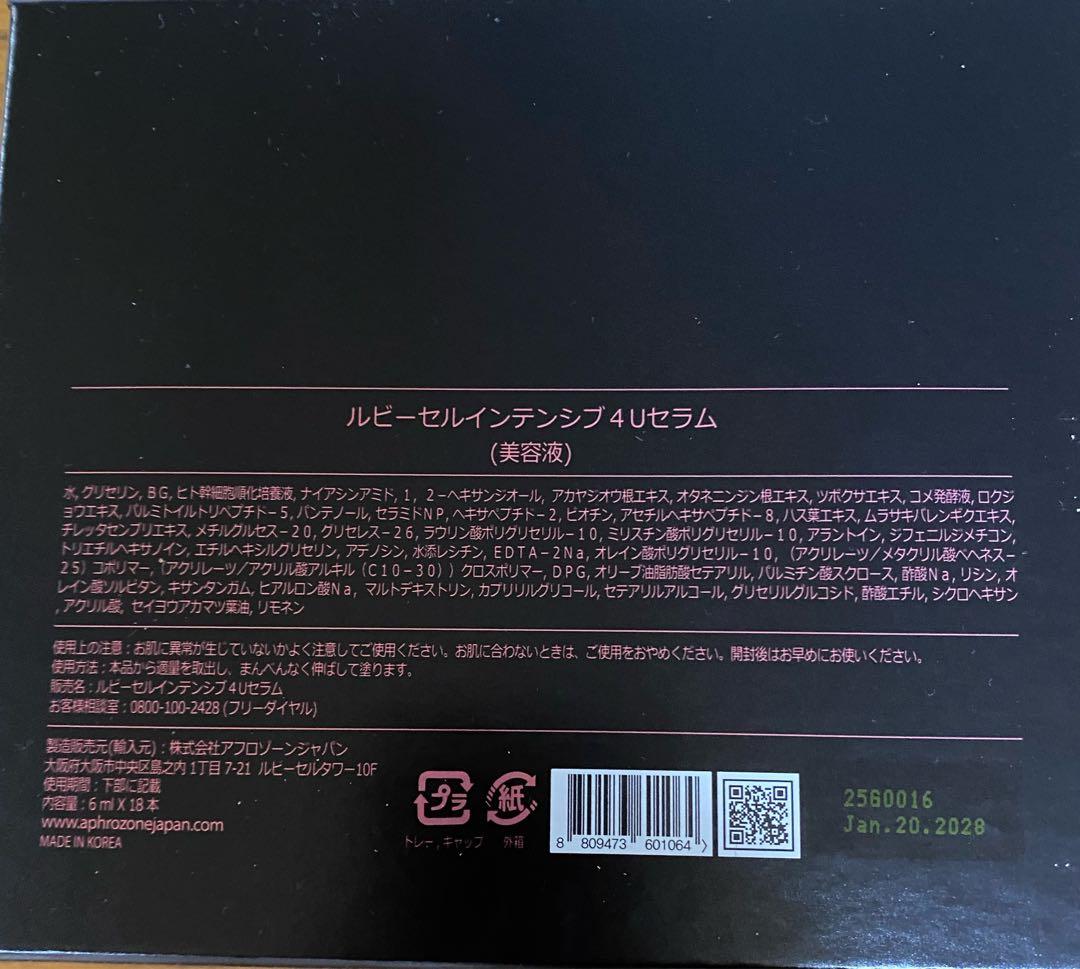 ルビーセルインテンシブ4Uセラム
(美容液)
水, グリセリン, BG, ヒト幹細胞順化培養液, ナイアシンアミド, 1, 2-ヘキサンジオール, アカヤジオウ根エキス, オタネニンジン根エキス, ツボクサエキス, コメ発酵液, ロクジ
ョウエキス, パルミトイルトリペプチド-5, パンテノール, セラミドNP, ヘキサペプチド-2, ビオチン, アセチルヘキサペプチド-8, ハス葉エキス, ムラサキバレンギクエキス,
チレッタセンブリエキス, メチルグルセス-20, グリセレス-26, ラウリン酸ポリグリセリル-10, ミリスチン酸ポリグリセリル-10, アラントイン, ジフェニルジメチコン,
トリエチルヘキサノイン, エチルヘキシルグリセリン, アデノシン, 水添レシチン, EDTA-2Na, オレイン酸ポリグリセリル-10, (アクリレーツ/メタクリル酸ベヘネス-
25) コポリマー, (アクリレーツ/アクリル酸アルキル (C10-30)) クロスポリマー, DPG, オリーブ油脂肪酸セテアリル, パルミチン酸スクロース, 酢酸Na, リシン, オ
レイン酸ソルビタン, キサンタンガム, ヒアルロン酸Na, マルトデキストリン, カプリリルグリコール, セテアリルアルコール, グリセリルグルコシド, 酢酸エチル, シクロヘキサン
, アクリル酸, セイヨウアカマツ葉油, リモネン
使用上の注意 : お肌に異常が生じていないかよく注意してご使用ください。お肌に合わないときは、ご使用をおやめください。開封後はお早めにお使いください。
使用方法 : 本品から適量を取出し、まんべんなく伸ばして塗ります。
販売名 : ルビーセルインテンシブ4Uセラム
お客様相談室 : 0800-100-2428 (フリーダイヤル)
製造販売元(輸入元) : 株式会社アフロゾーンジャパン
大阪府大阪市中央区島之内1丁目7-21 ルビーセルタワー10F
使用期間 : 下部に記載
内容量 : 6 ml X 18本
www.aphrozonejapan.com
MADE IN KOREA
プラ
紙
トレー, キャップ
外箱
8 809473 601064
25G0016
Jan.20.2028